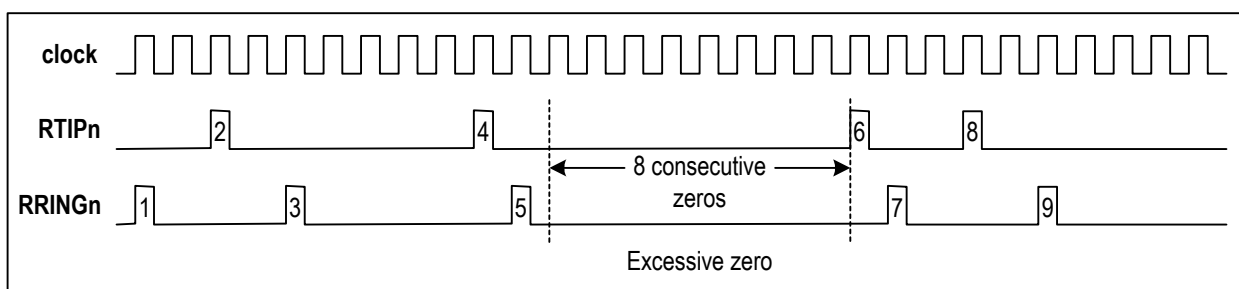 clock
RTIPn
2
4
6
8
8 consecutive
zeros
RRINGn
1
3
5
7
9
Excessive zero